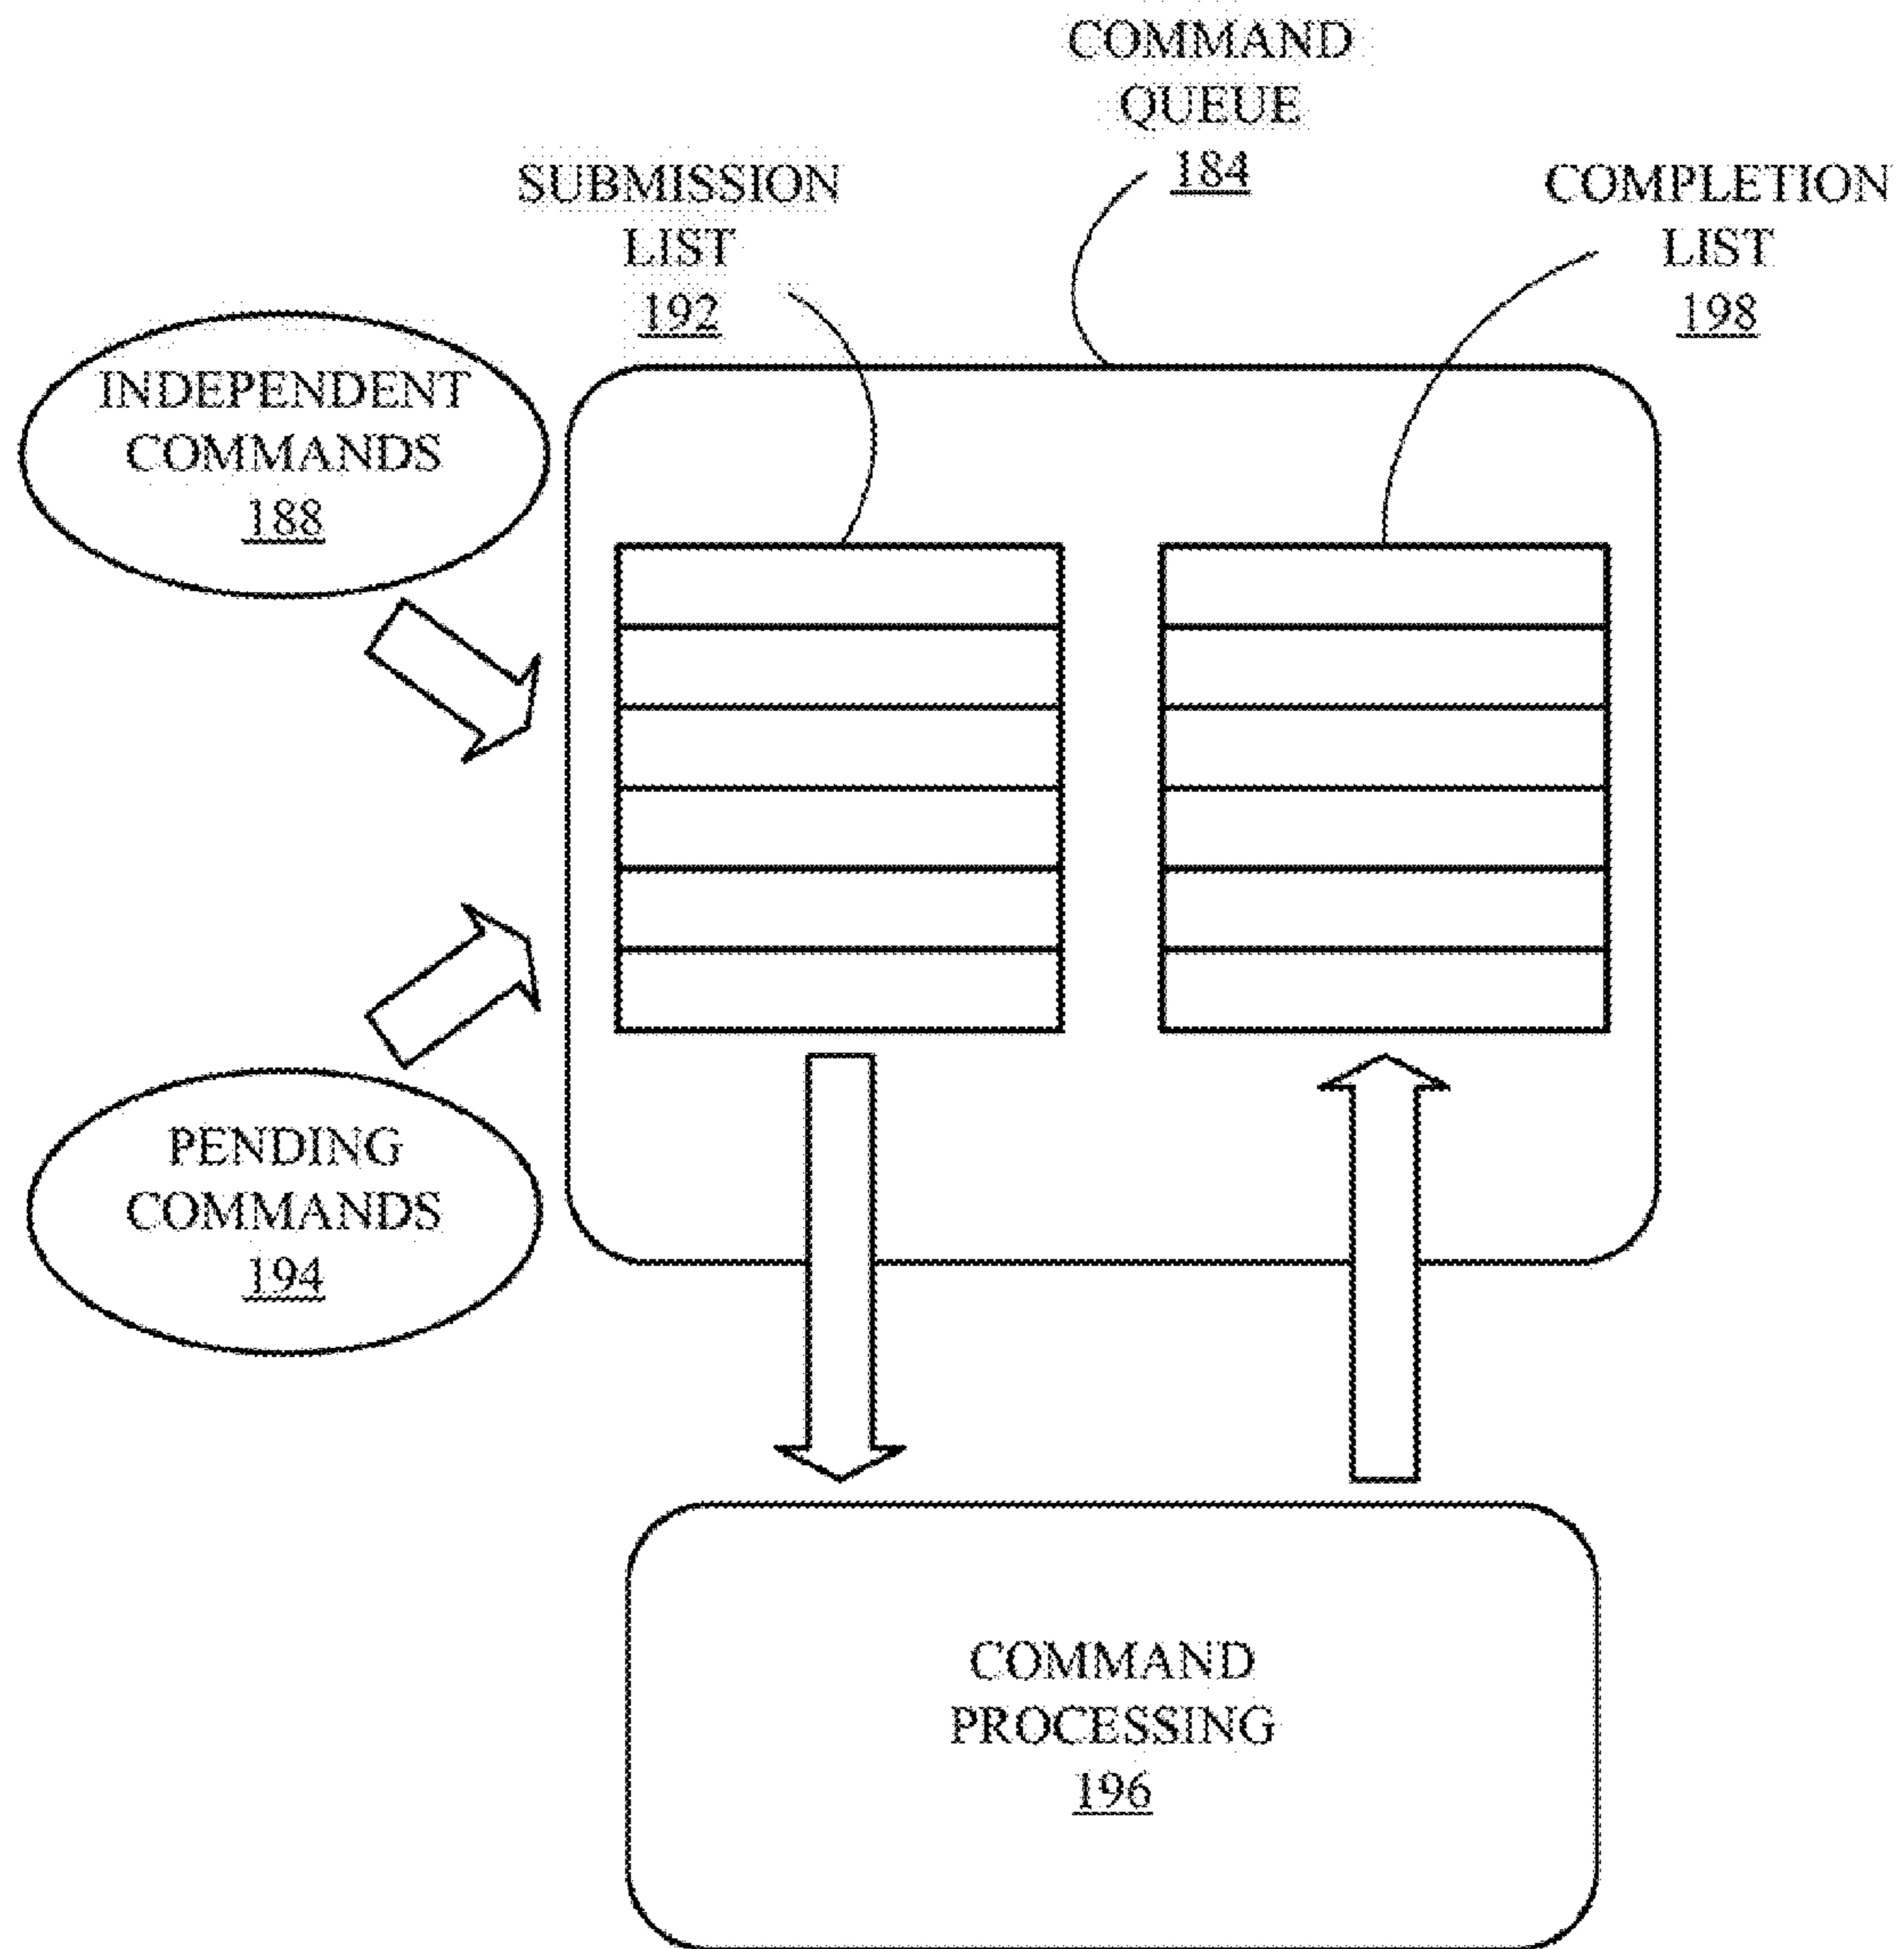 COMMAND
QUEUE
184
SUBMISSION
LIST
192
COMPLETION
LIST
198
INDEPENDENT
COMMANDS
188
PENDING
COMMANDS
194
COMMAND
PROCESSING
196